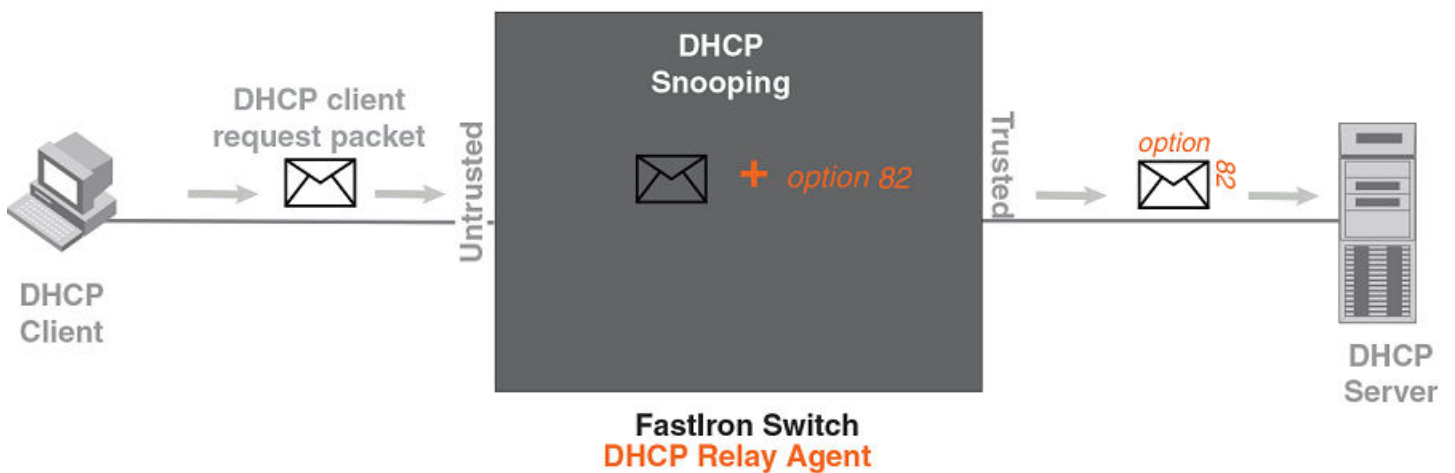 DHCP
Snooping
DHCP client
request packet
Untrusted
+ option 82
Trusted
option
82
DHCP
Client
DHCP
Server
FastIron Switch
DHCP Relay Agent